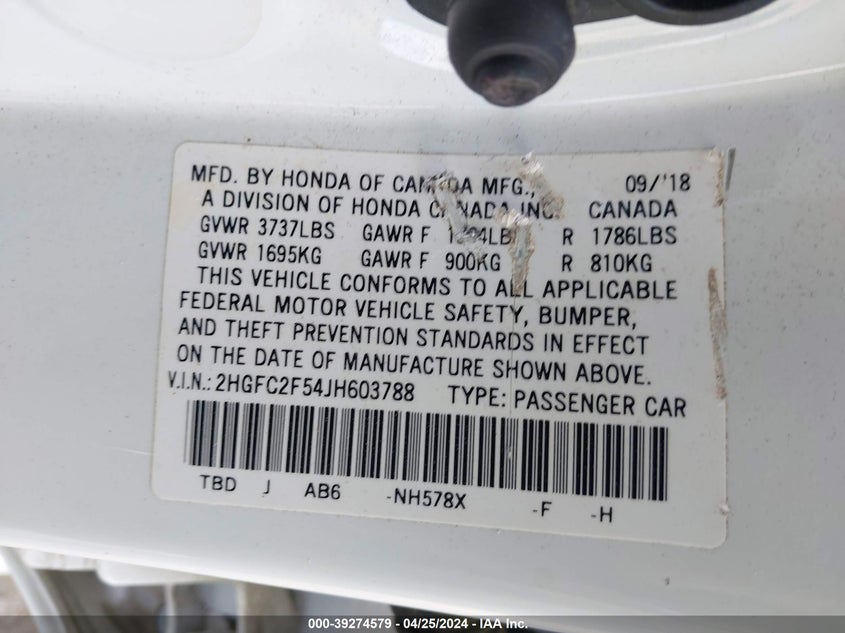 MFD. BY HONDA OF CANADA MFG., 09/'18
A DIVISION OF HONDA CANADA INC. CANADA
GVWR 3737LBS GAWR F R 1786LBS
GVWR 1695KG GAWR F 900KG R 810KG
THIS VEHICLE CONFORMS TO ALL APPLICABLE
FEDERAL MOTOR VEHICLE SAFETY, BUMPER,
AND THEFT PREVENTION STANDARDS IN EFFECT
ON THE DATE OF MANUFACTURE SHOWN ABOVE.
V.I.N.: 2HGFC2F54JH603788 TYPE: PASSENGER CAR
TBD J AB6 -NH578X -F -H
000-39274579 - 04/25/2024 - IAA Inc.